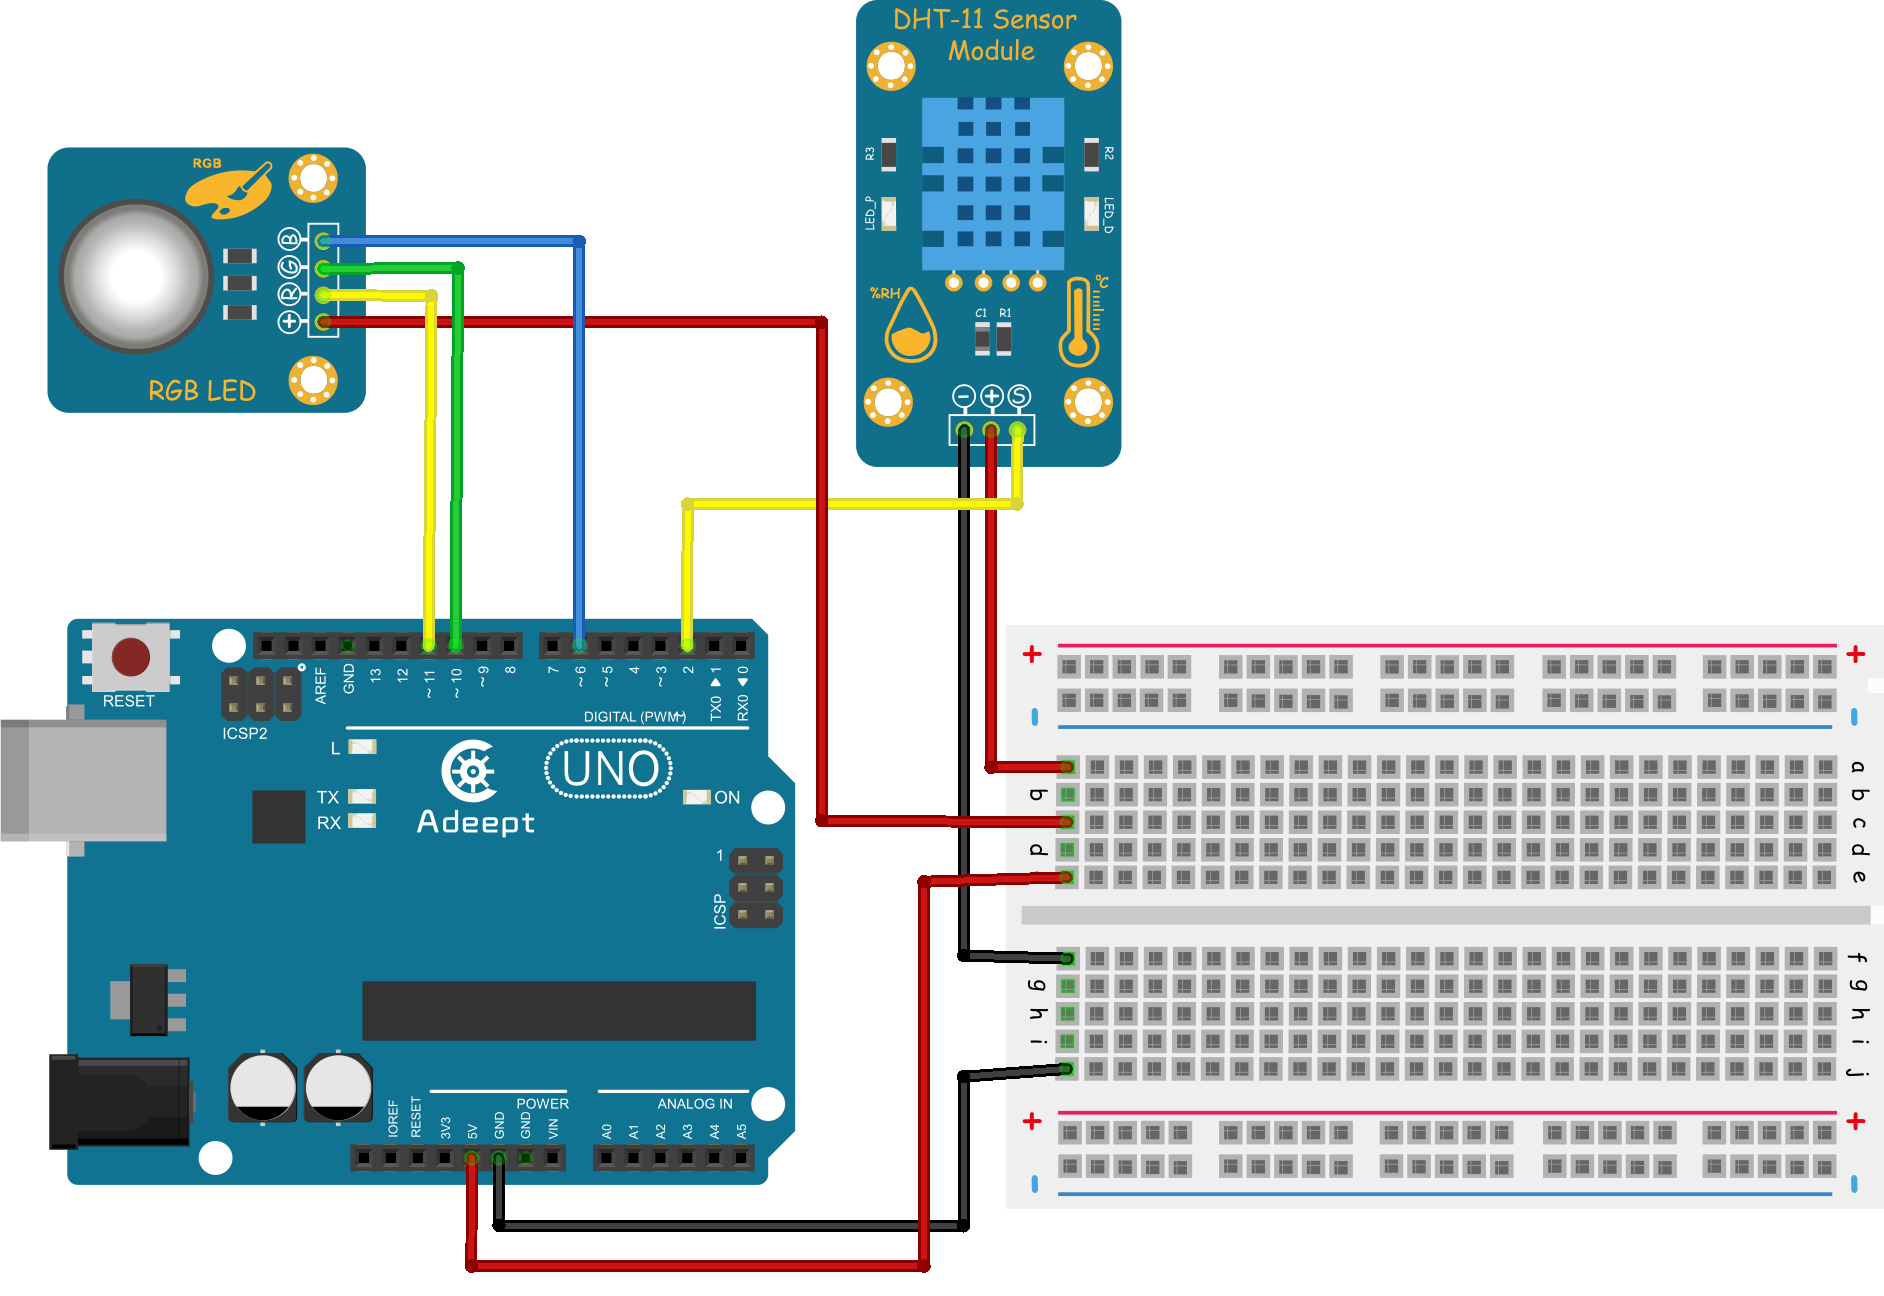 DHT-11 Sensor
Module
R3
R2
LED_P
LED_D
%RH
°C
C1 R1
- + S
RGB
B
G
R
+
RGB LED
RESET
ICSP2
AREF
GND
13
12
~11
~10
~9
8
7
~6
~5
4
~3
2
TX0 ▶ 1
RX0 ◀ 0
DIGITAL (PWM~)
L
TX
RX
UNO
Adeept
ON
1
ICSP
POWER
ANALOG IN
IOREF
RESET
3V3
5V
GND
GND
VIN
A0
A1
A2
A3
A4
A5
+ +
- -
a
b b
c
d d
e
f
g g
h h
i i
j
+ +
- -